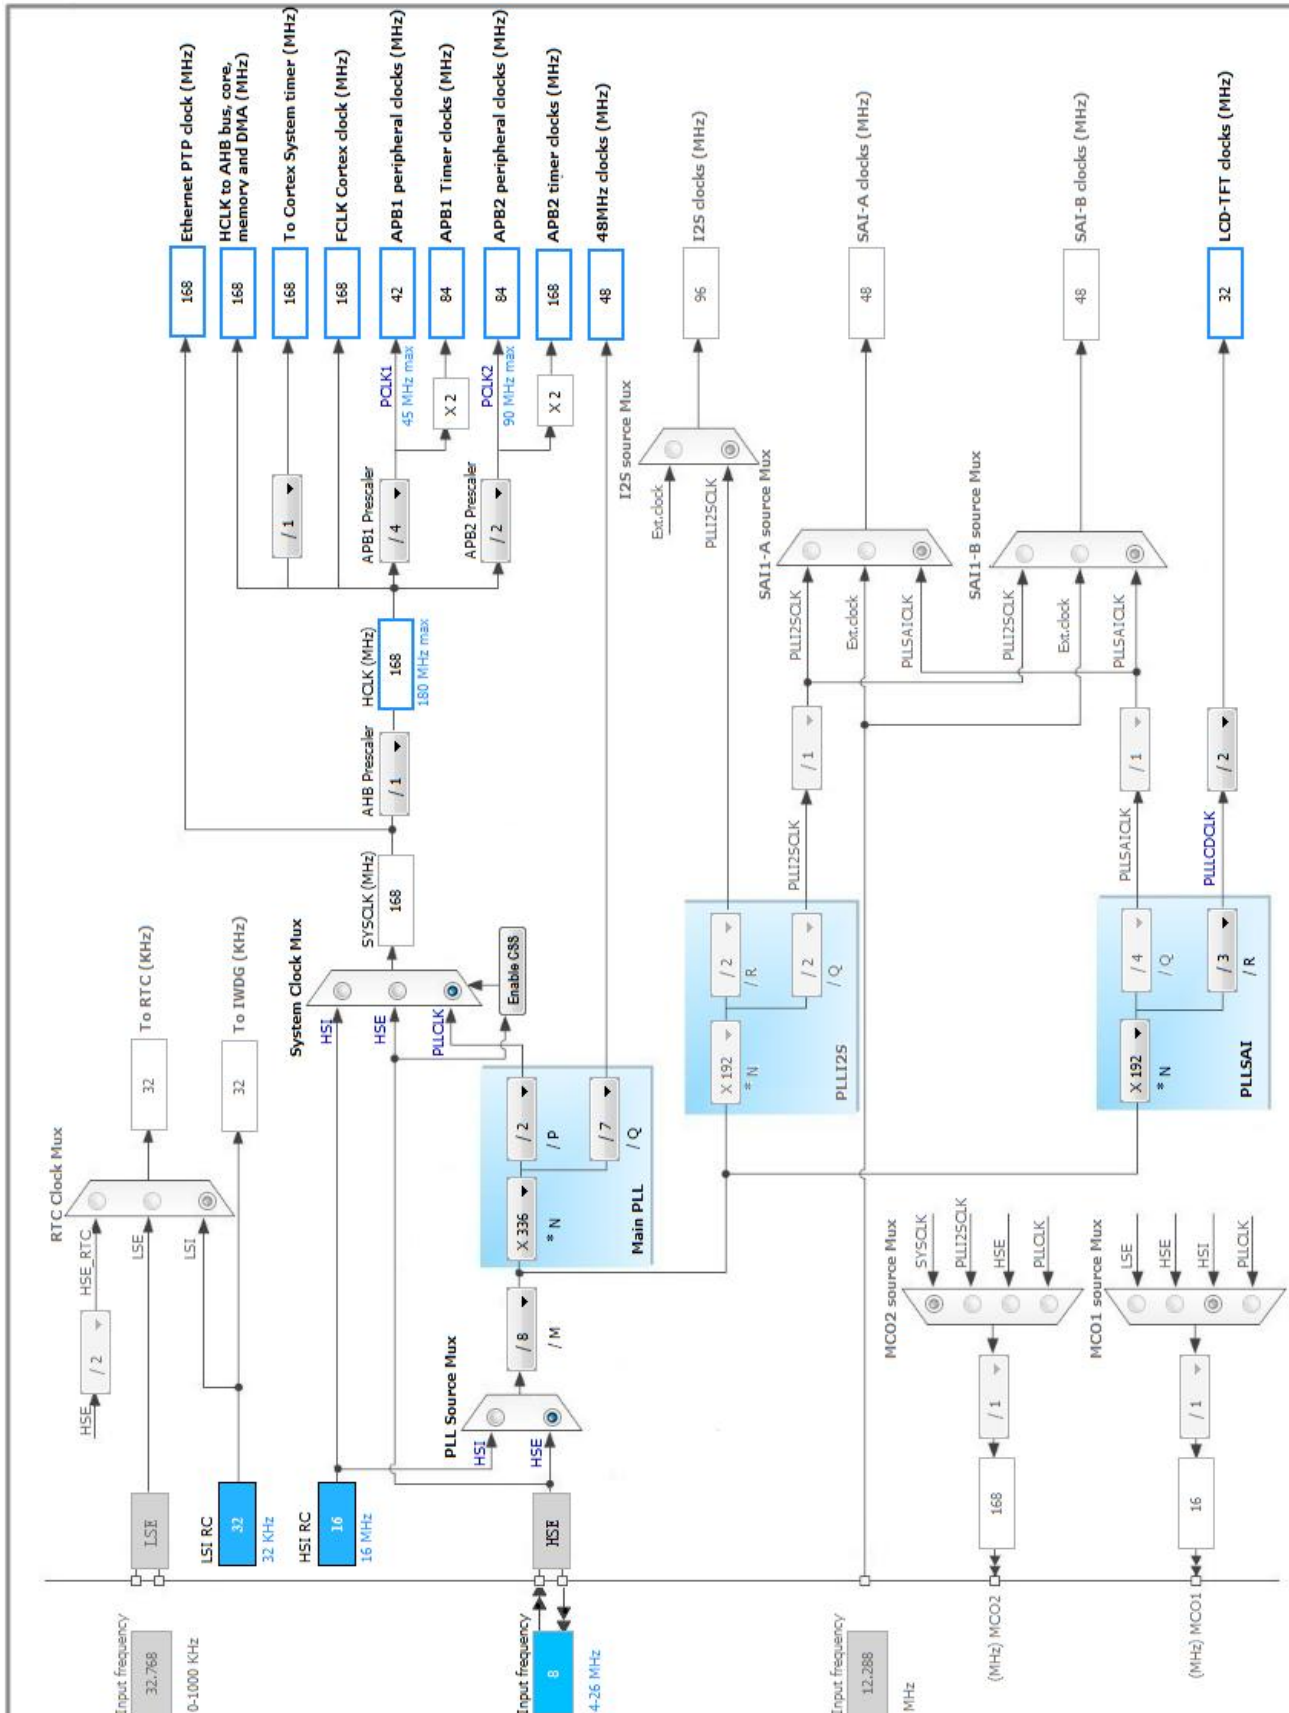 Input frequency
32.768
0-1000 KHz
LSE
LSI RC
32
32 KHz
HSI RC
16
16 MHz
Input frequency
8
4-26 MHz
HSE
Input frequency
12.288
MHz
HSE
/ 2
HSE_RTC
LSE
LSI
RTC Clock Mux
32
To RTC (KHz)
32
To IWDG (KHz)
PLL Source Mux
HSI
HSE
/ 8
/ M
X 336
* N
/ 2
/ P
/ 7
/ Q
Main PLL
System Clock Mux
HSI
HSE
PLLCLK
Enable CSS
SYSCLK (MHz)
168
AHB Prescaler
/ 1
HCLK (MHz)
168
180 MHz max
/ 1
APB1 Prescaler
/ 4
PCLK1
45 MHz max
X 2
APB2 Prescaler
/ 2
PCLK2
90 MHz max
X 2
168
Ethernet PTP clock (MHz)
168
HCLK to AHB bus, core,
memory and DMA (MHz)
168
To Cortex System timer (MHz)
168
FCLK Cortex clock (MHz)
42
APB1 peripheral clocks (MHz)
84
APB1 Timer clocks (MHz)
84
APB2 peripheral clocks (MHz)
168
APB2 timer clocks (MHz)
48
48MHz clocks (MHz)
X 192
* N
/ 2
/ R
/ 2
/ Q
PLLI2S
PLLI2SCLK
/ 1
I2S source Mux
Ext.clock
PLLI2SCLK
96
I2S clocks (MHz)
SAI1-A source Mux
PLLI2SCLK
Ext.clock
PLLSAICLK
48
SAI-A clocks (MHz)
SAI1-B source Mux
PLLI2SCLK
Ext.clock
PLLSAICLK
48
SAI-B clocks (MHz)
X 192
* N
/ 4
/ Q
/ 3
/ R
PLLSAI
PLLSAICLK
/ 1
PLLLCDCLK
/ 2
32
LCD-TFT clocks (MHz)
MCO2 source Mux
SYSCLK
PLLI2SCLK
HSE
PLLCLK
/ 1
168
(MHz) MCO2
MCO1 source Mux
LSE
HSE
HSI
PLLCLK
/ 1
16
(MHz) MCO1